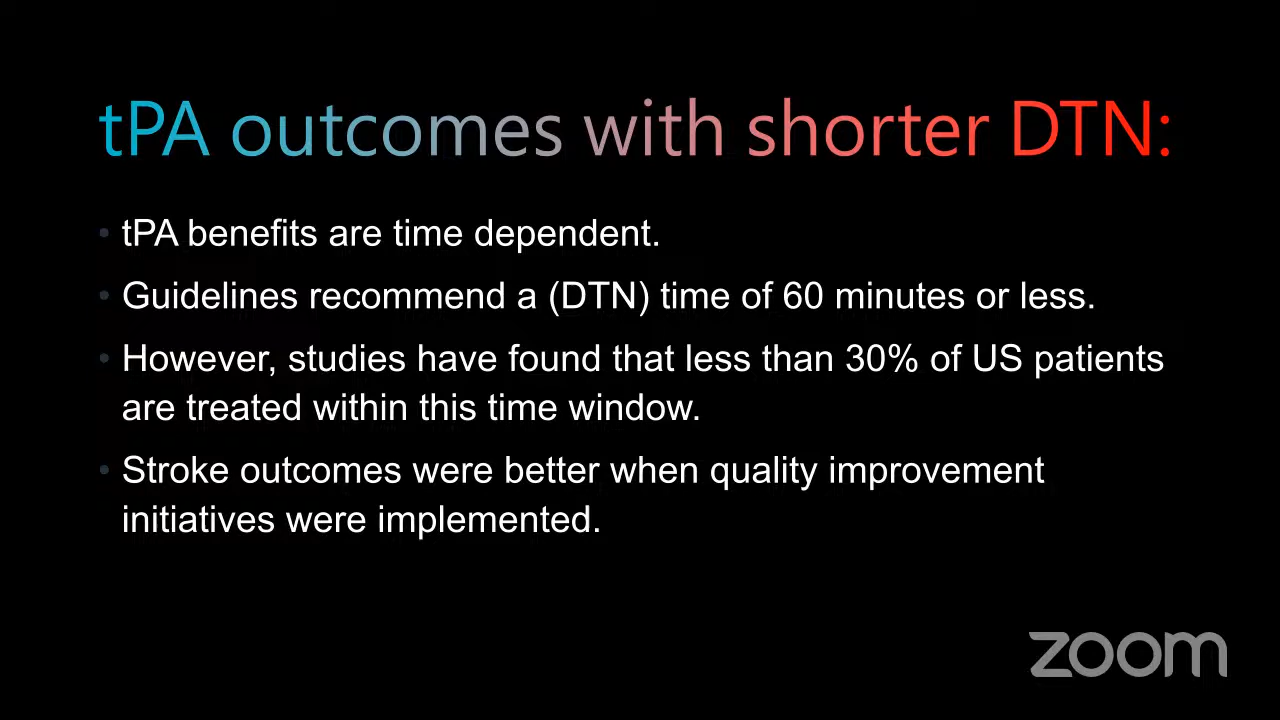 tPA outcomes with shorter DTN:
• tPA benefits are time dependent.
• Guidelines recommend a (DTN) time of 60 minutes or less.
• However, studies have found that less than 30% of US patients
are treated within this time window.
• Stroke outcomes were better when quality improvement
initiatives were implemented.
zoom